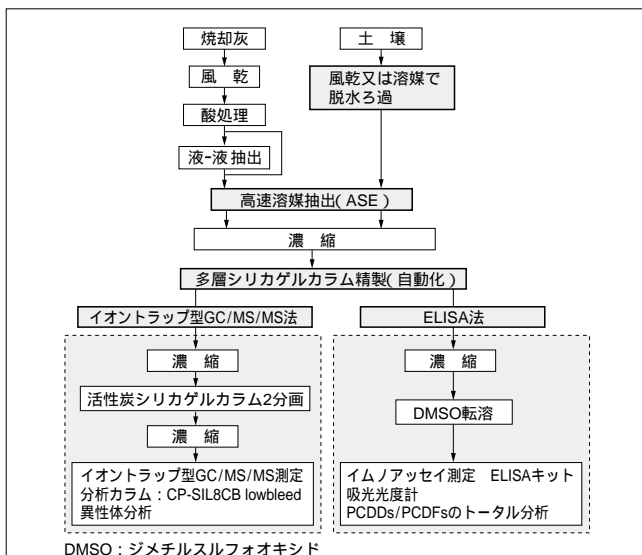 焼却灰
土　壌
風　乾
風乾又は溶媒で
脱水ろ過
酸処理
液-液 抽出
高速溶媒抽出（ASE）
濃　縮
多層シリカゲルカラム精製（自動化）
イオントラップ型GC/MS/MS法
ELISA法
濃　縮
濃　縮
活性炭シリカゲルカラム2分画
DMSO転溶
濃　縮
イオントラップ型GC/MS/MS測定
分析カラム：CP-SIL8CB lowbleed
異性体分析
イムノアッセイ測定　ELISAキット
吸光光度計
PCDDs/PCDFsのトータル分析
DMSO：ジメチルスルフォオキシド